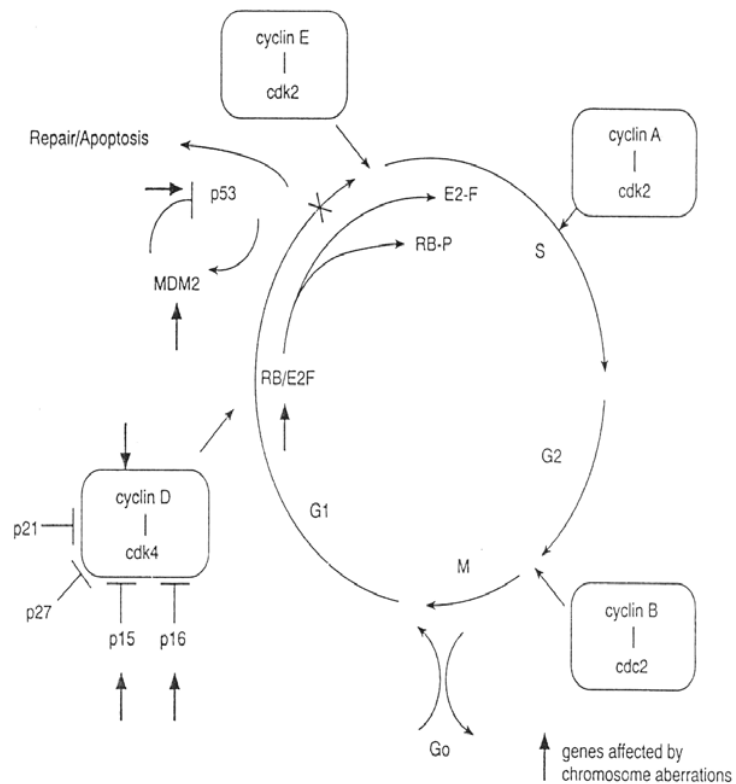 cyclin E
cdk2
Repair/Apoptosis
cyclin A
cdk2
p53
E2-F
RB-P
S
MDM2
RB/E2F
G2
cyclin D
G1
p21
cdk4
M
p27
p15
p16
cyclin B
cdc2
Go
genes affected by
chromosome aberrations